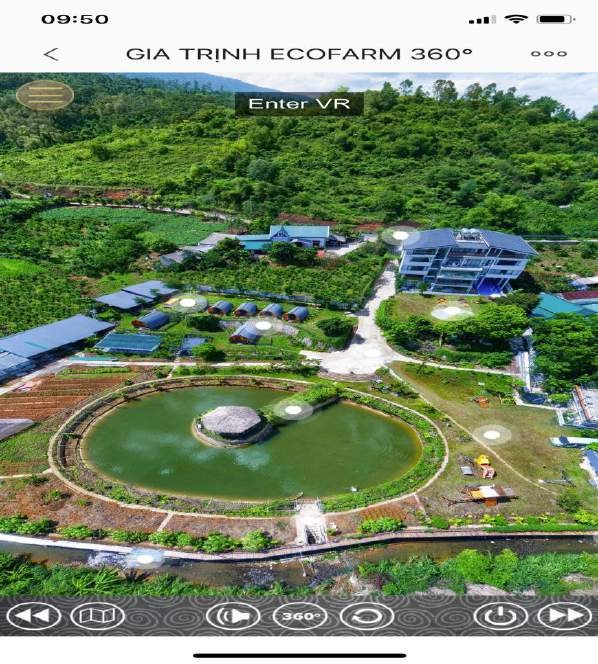 09:50
GIA TRỊNH ECOFARM 360°
Enter VR
360°